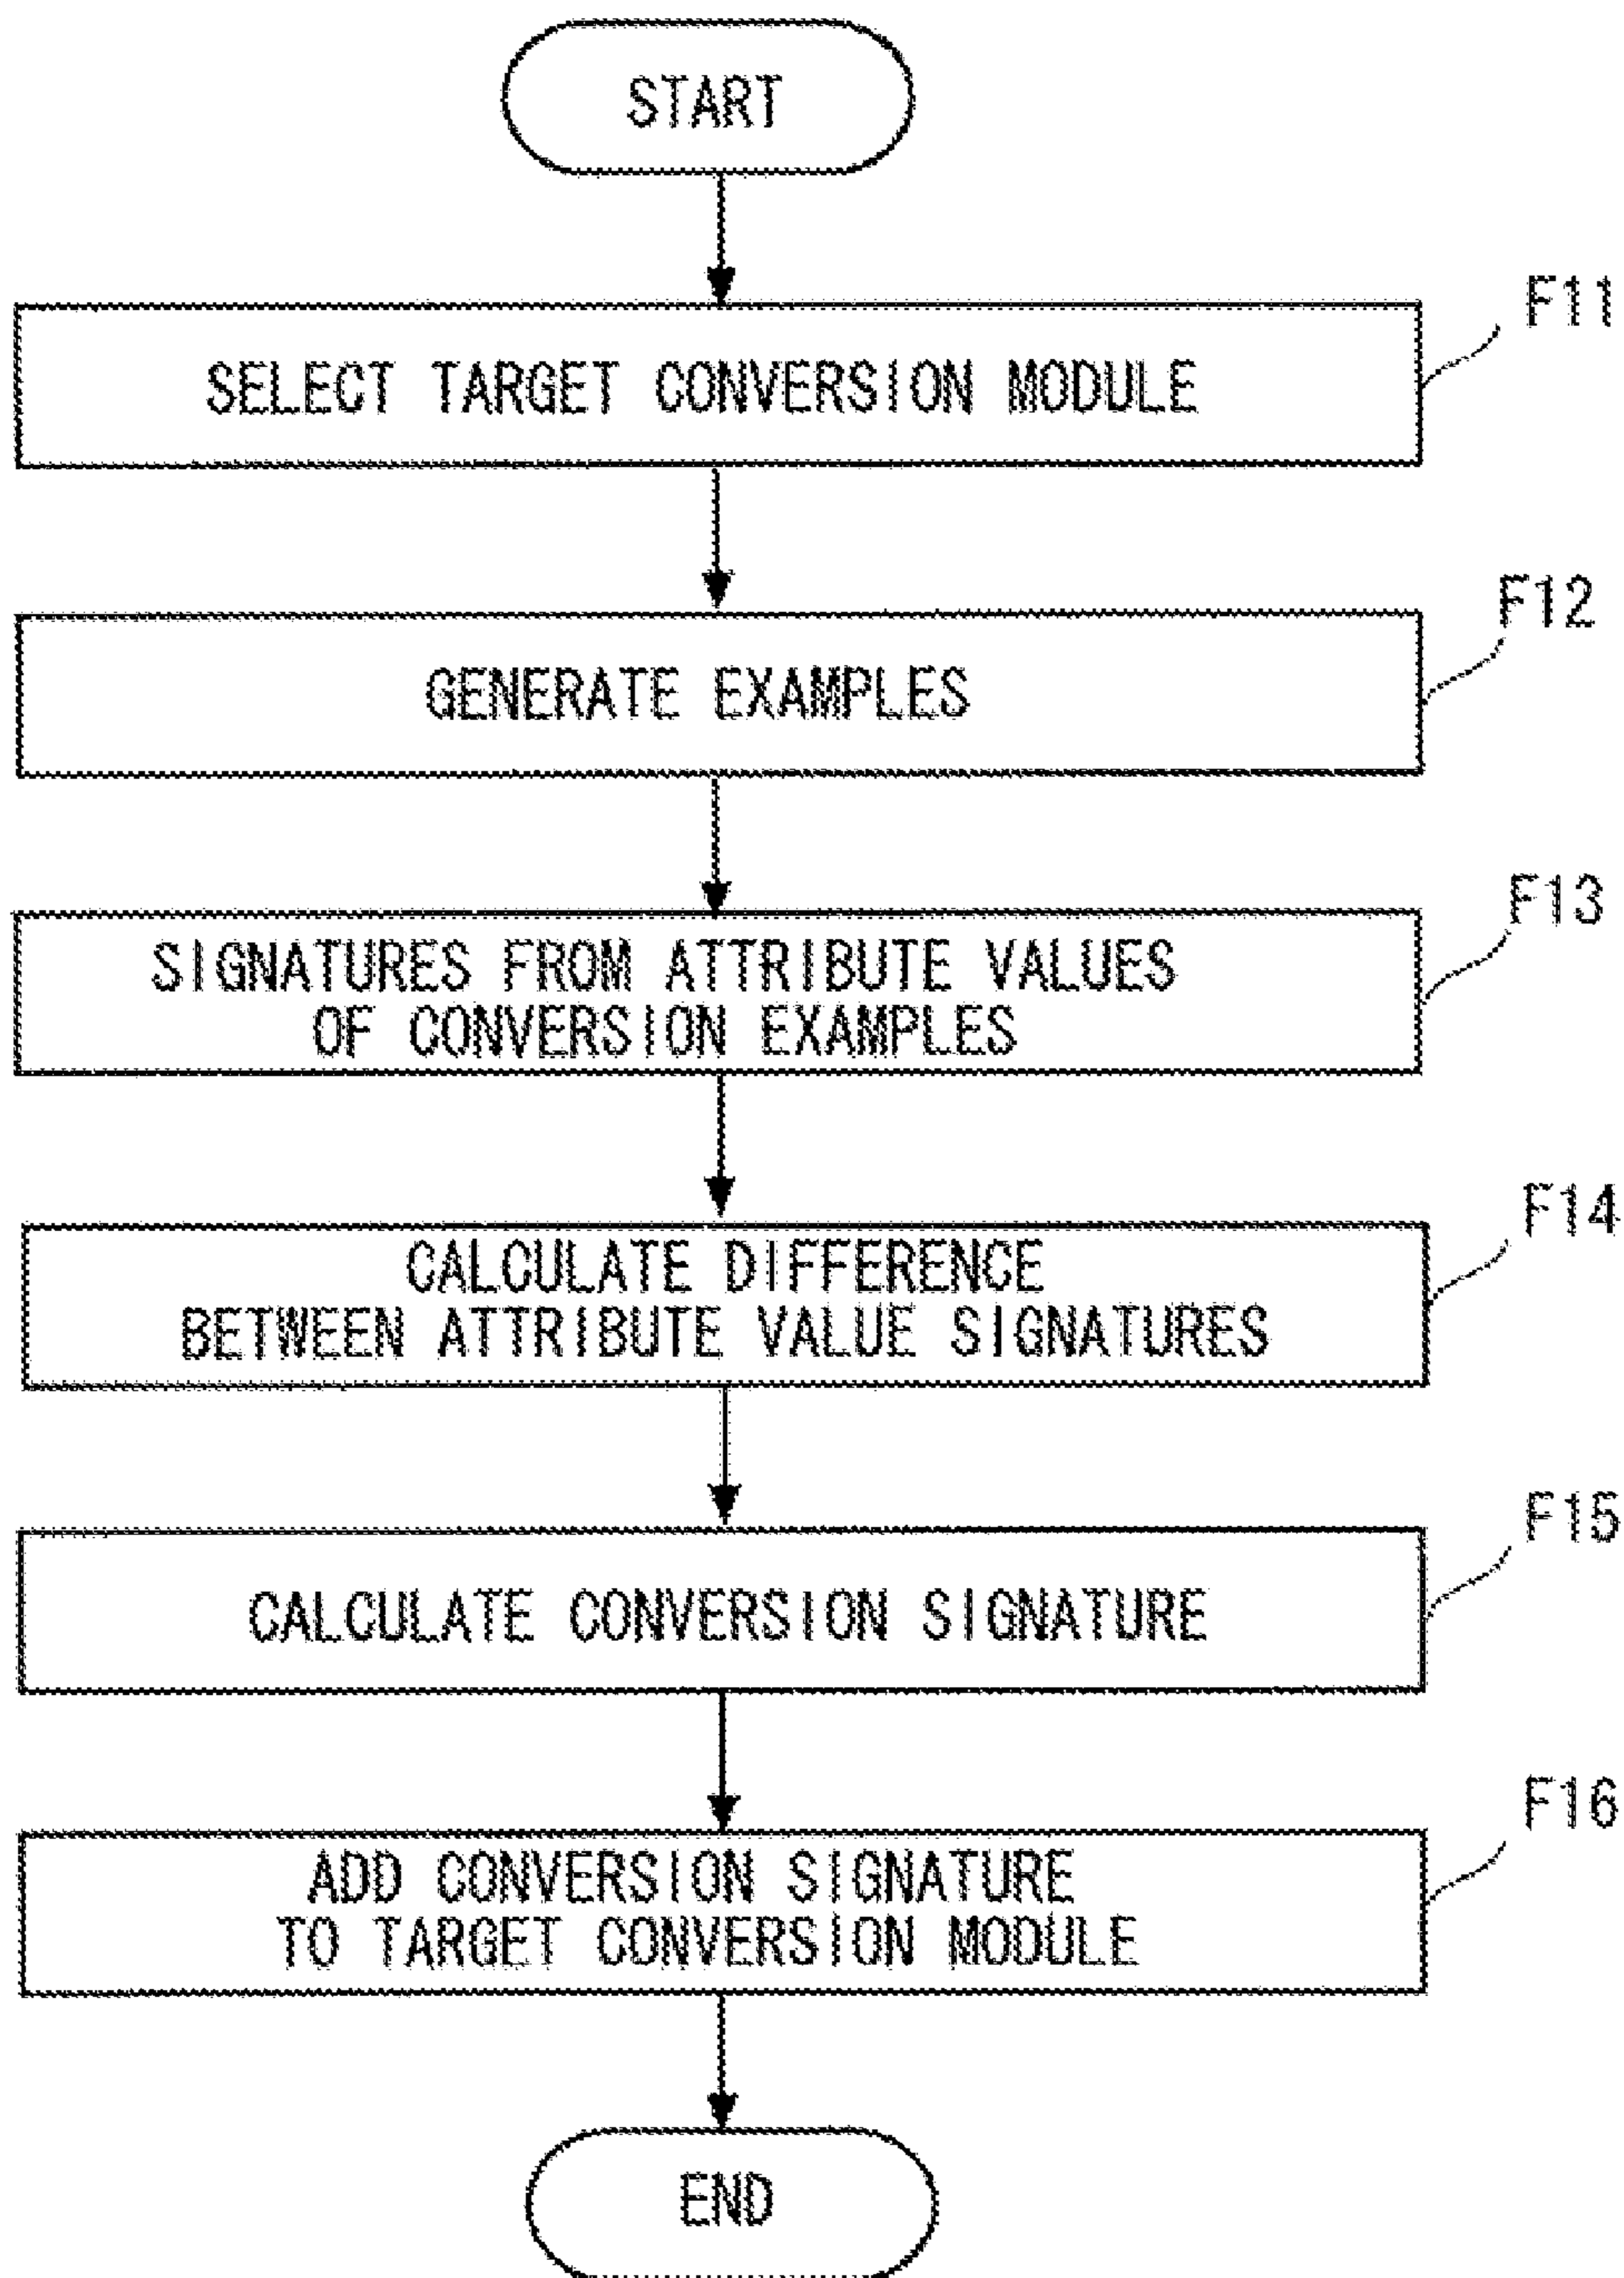 START
F11
SELECT TARGET CONVERSION MODULE
F12
GENERATE EXAMPLES
F13
SIGNATURES FROM ATTRIBUTE VALUES
OF CONVERSION EXAMPLES
F14
CALCULATE DIFFERENCE
BETWEEN ATTRIBUTE VALUE SIGNATURES
F15
CALCULATE CONVERSION SIGNATURE
F16
ADD CONVERSION SIGNATURE
TO TARGET CONVERSION MODULE
END